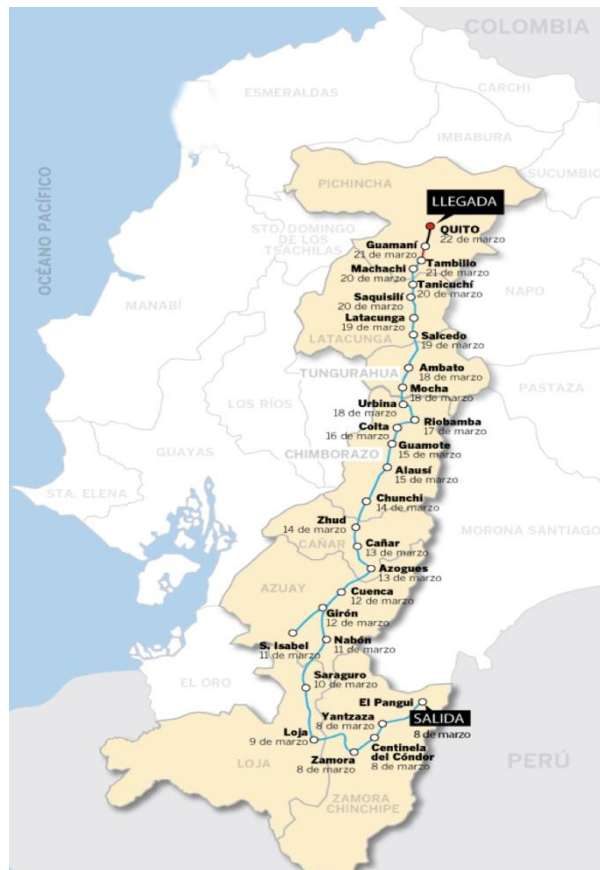 COLOMBIA
ESMERALDAS
CARCHI
IMBABURA
SUCUMBIO
PICHINCHA
LLEGADA
QUITO
22 de marzo
STO. DOMINGO
DE LOS
TSACHILAS
Guamaní
21 de marzo
Tambillo
21 de marzo
Machachi
20 de marzo
Tanicuchí
20 de marzo
Saquisilí
20 de marzo
NAPO
OCÉANO PACÍFICO
MANABÍ
Latacunga
19 de marzo
LATACUNGA
Salcedo
19 de marzo
TUNGURAHUA
Ambato
18 de marzo
Mocha
18 de marzo
PASTAZA
LOS RÍOS
Urbina
18 de marzo
Riobamba
17 de marzo
Colta
16 de marzo
Guamote
15 de marzo
GUAYAS
CHIMBORAZO
Alausí
15 de marzo
STA. ELENA
Chunchi
14 de marzo
Zhud
14 de marzo
MORONA SANTIAGO
CAÑAR
Cañar
13 de marzo
Azogues
13 de marzo
AZUAY
Cuenca
12 de marzo
Girón
12 de marzo
S. Isabel
11 de marzo
Nabón
11 de marzo
EL ORO
Saraguro
10 de marzo
El Pangui
SALIDA
8 de marzo
Yantzaza
8 de marzo
Loja
9 de marzo
Centinela
del Cóndor
8 de marzo
Zamora
8 de marzo
LOJA
PERÚ
ZAMORA
CHINCHIPE